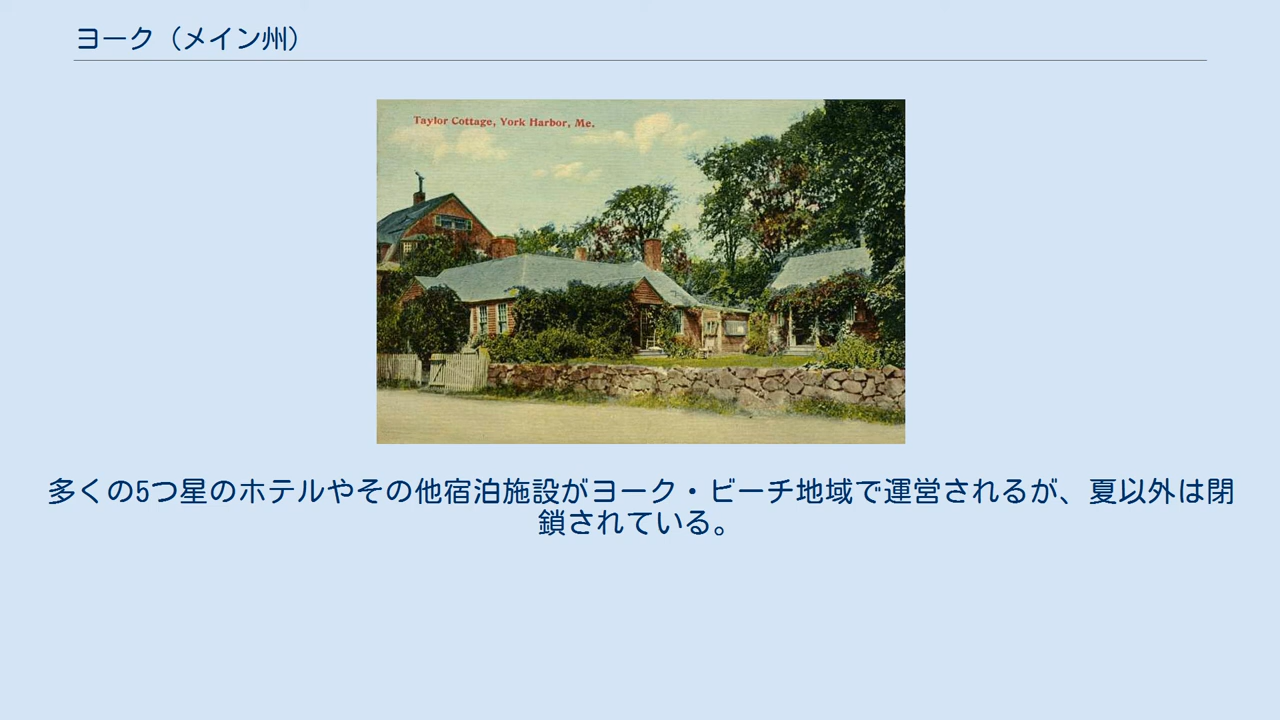 ヨーク（メイン州）
Taylor Cottage, York Harbor, Me.
多くの5つ星のホテルやその他宿泊施設がヨーク・ビーチ地域で運営されるが、夏以外は閉
鎖されている。